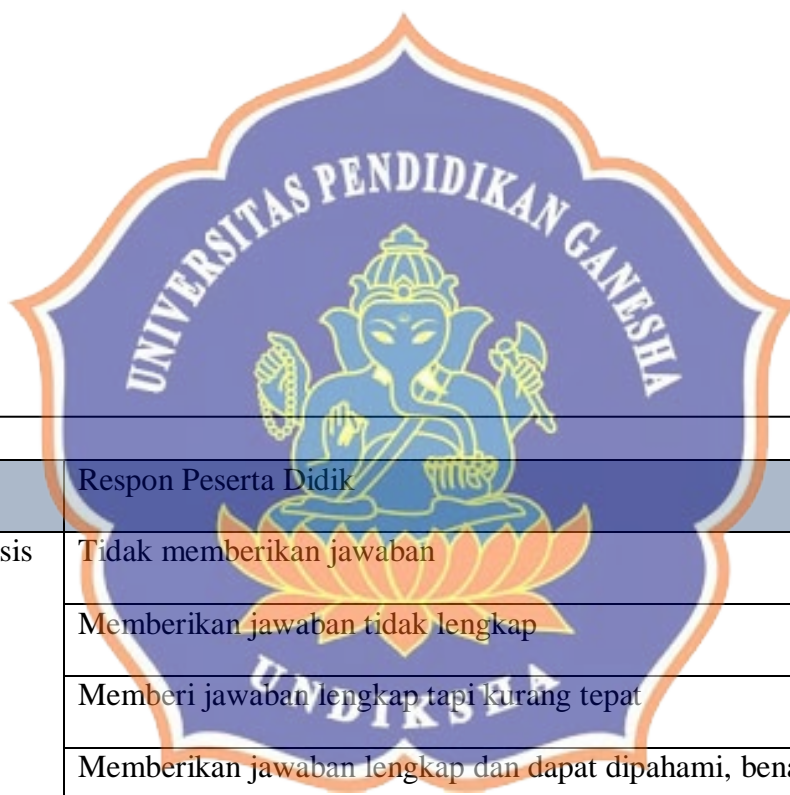 UNIVERSITAS PENDIDIKAN GANESHA
Respon Peserta Didik
sis
Tidak memberikan jawaban
Memberikan jawaban tidak lengkap
UNDIKSHA
Memberi jawaban lengkap tapi kurang tepat
Memberikan jawaban lengkap dan dapat dipahami, bena